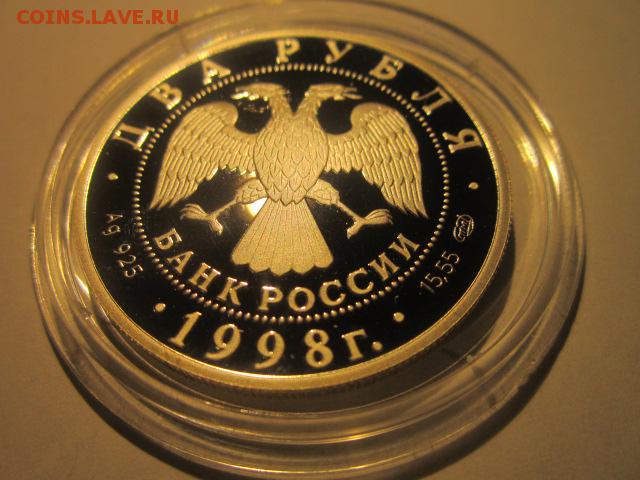 COINS.LAVE.RU
ДВА РУБЛЯ
Ag 925
БАНК РОССИИ
15,55
1998г.